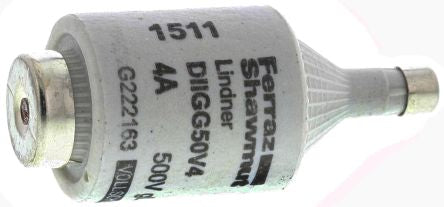 1511
Ferraz
Shawmut
Lindner
DIIGG50V4
4A 500V
G222163